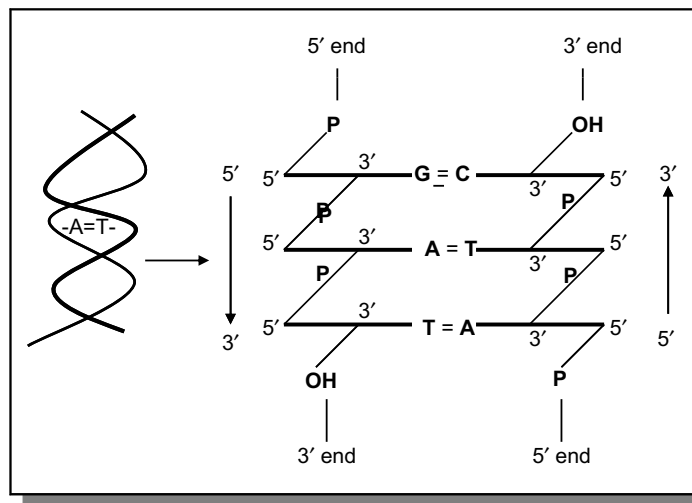 5′ end 3′ end
P OH
5′ 5′ 3′ G ≡ C 3′ 5′ 3′
P P
-A=T-
5′ 3′ A = T 3′ 5′
P P
3′ 5′ 3′ T = A 3′ 5′ 5′
OH P
3′ end 5′ end